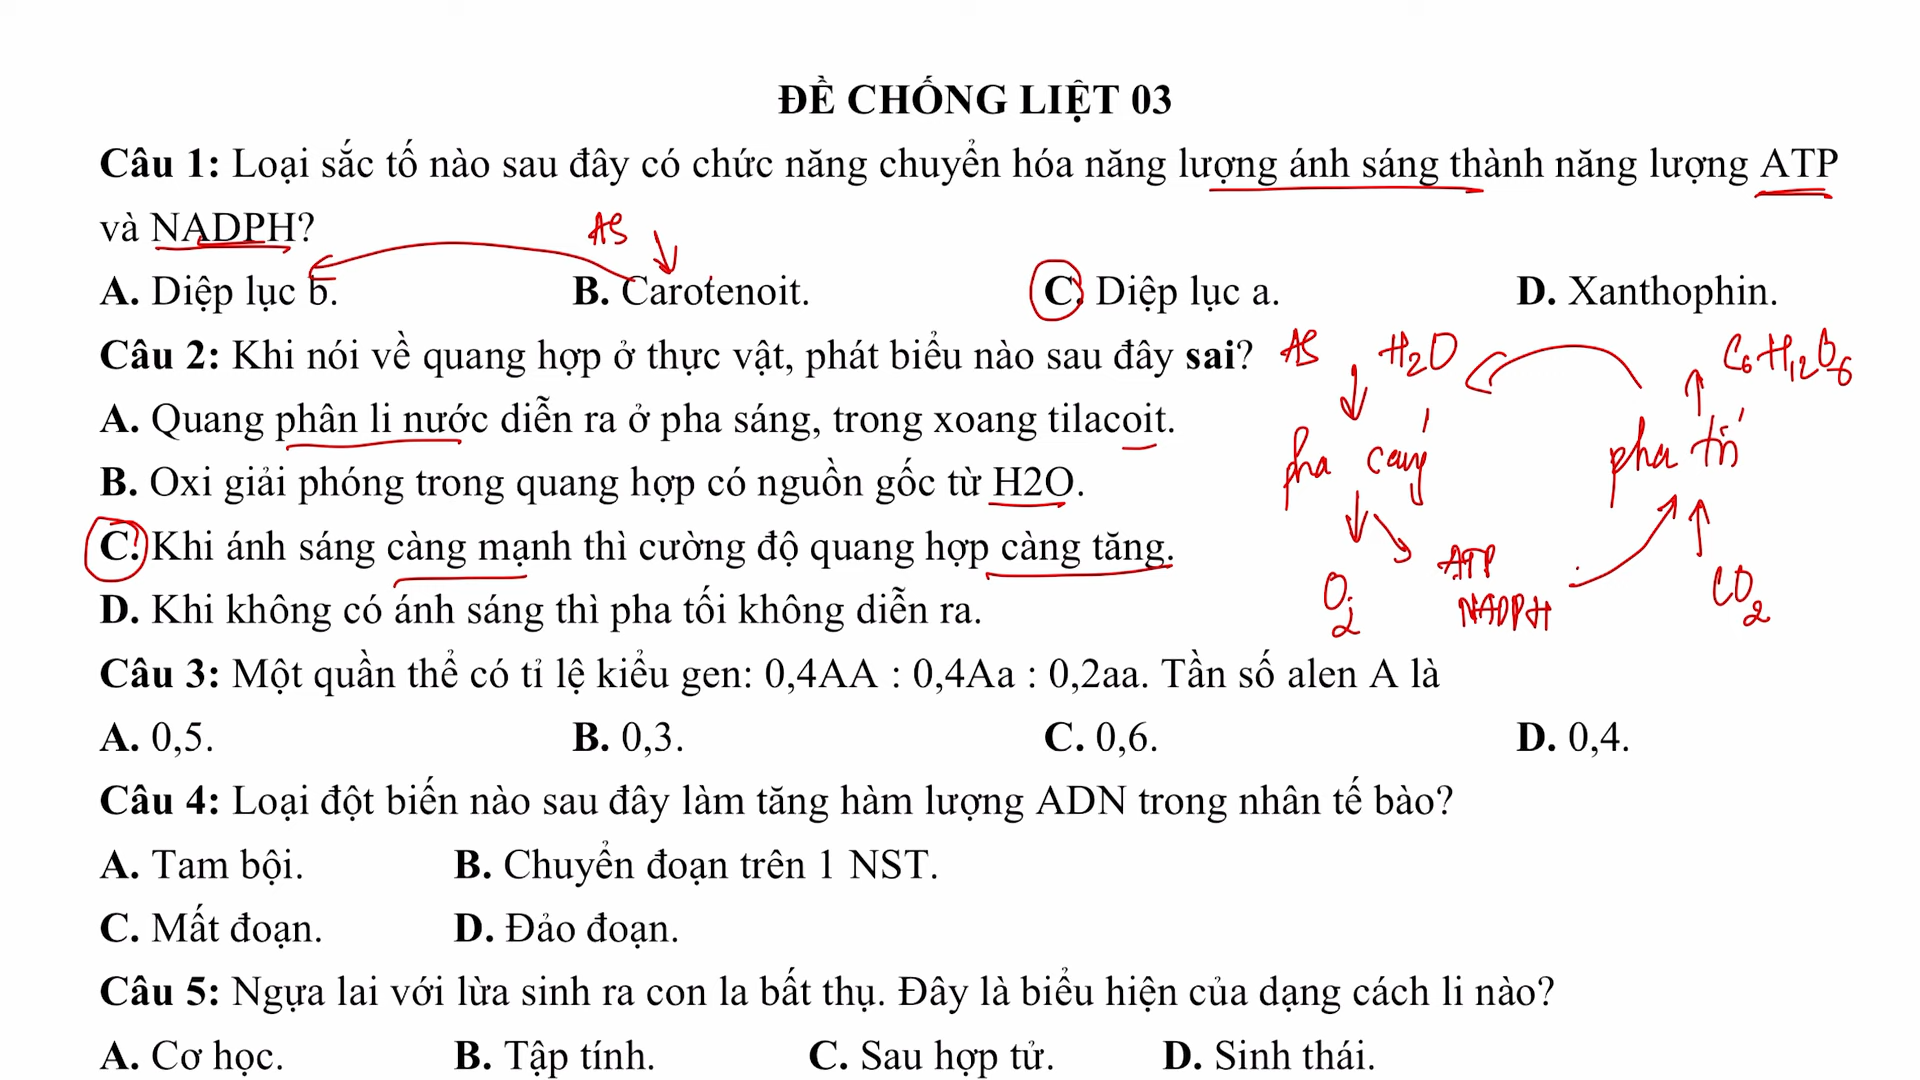 ĐỀ CHỐNG LIỆT 03
Câu 1: Loại sắc tố nào sau đây có chức năng chuyển hóa năng lượng ánh sáng thành năng lượng ATP
và NADPH?
AS
A. Diệp lục b. B. Carotenoit. C. Diệp lục a. D. Xanthophin.
Câu 2: Khi nói về quang hợp ở thực vật, phát biểu nào sau đây sai?
AS H2O C6H12O6
A. Quang phân li nước diễn ra ở pha sáng, trong xoang tilacoit.
pha pha
B. Oxi giải phóng trong quang hợp có nguồn gốc từ H2O.
C. Khi ánh sáng càng mạnh thì cường độ quang hợp càng tăng.
ATP
O2 NADPH CO2
D. Khi không có ánh sáng thì pha tối không diễn ra.
Câu 3: Một quần thể có tỉ lệ kiểu gen: 0,4AA : 0,4Aa : 0,2aa. Tần số alen A là
A. 0,5. B. 0,3. C. 0,6. D. 0,4.
Câu 4: Loại đột biến nào sau đây làm tăng hàm lượng ADN trong nhân tế bào?
A. Tam bội. B. Chuyển đoạn trên 1 NST.
C. Mất đoạn. D. Đảo đoạn.
Câu 5: Ngựa lai với lừa sinh ra con la bất thụ. Đây là biểu hiện của dạng cách li nào?
A. Cơ học. B. Tập tính. C. Sau hợp tử. D. Sinh thái.